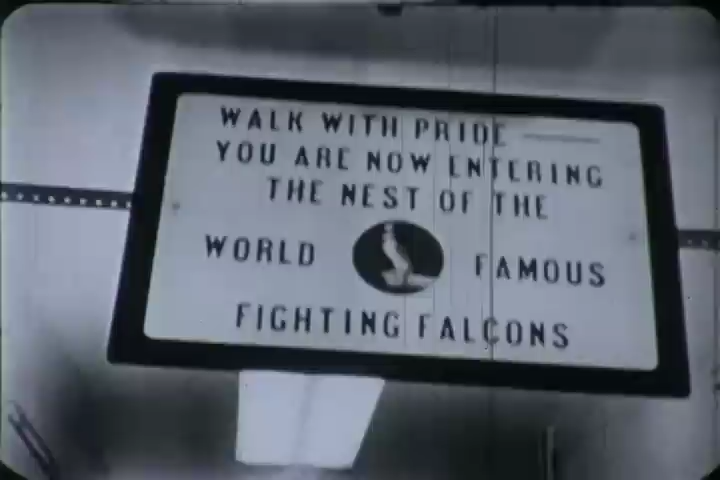 WALK WITH PRIDE —
YOU ARE NOW ENTERING
THE NEST OF THE
WORLD FAMOUS
FIGHTING FALCONS